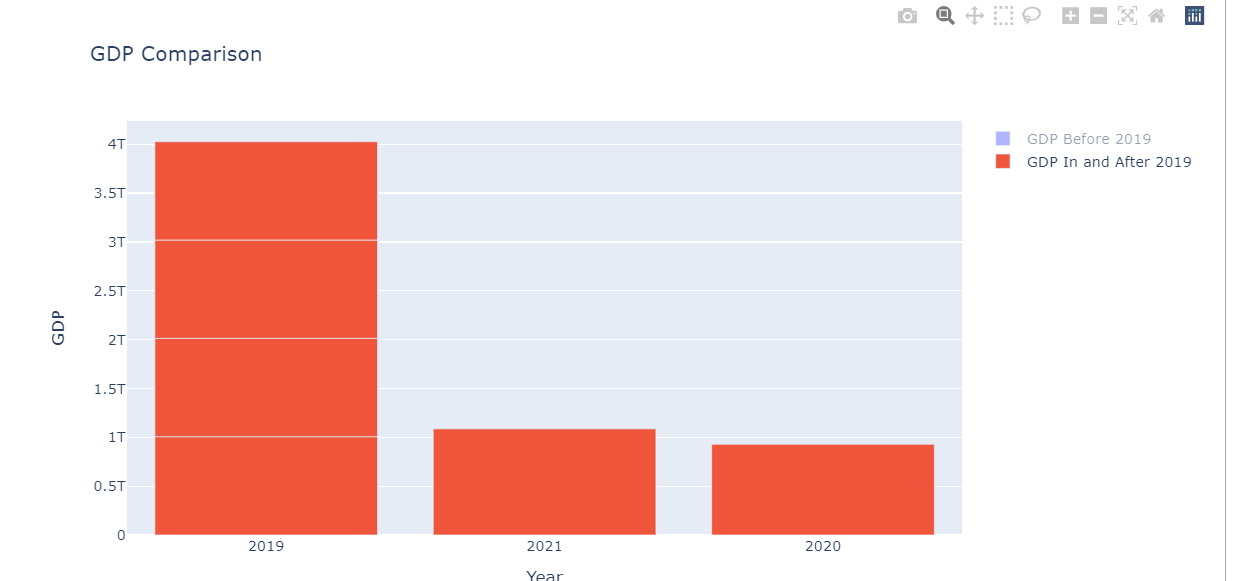 GDP Comparison
GDP Before 2019
GDP In and After 2019
4T
3.5T
3T
2.5T
2T
1.5T
1T
0.5T
0
GDP
2019
2021
2020
Year